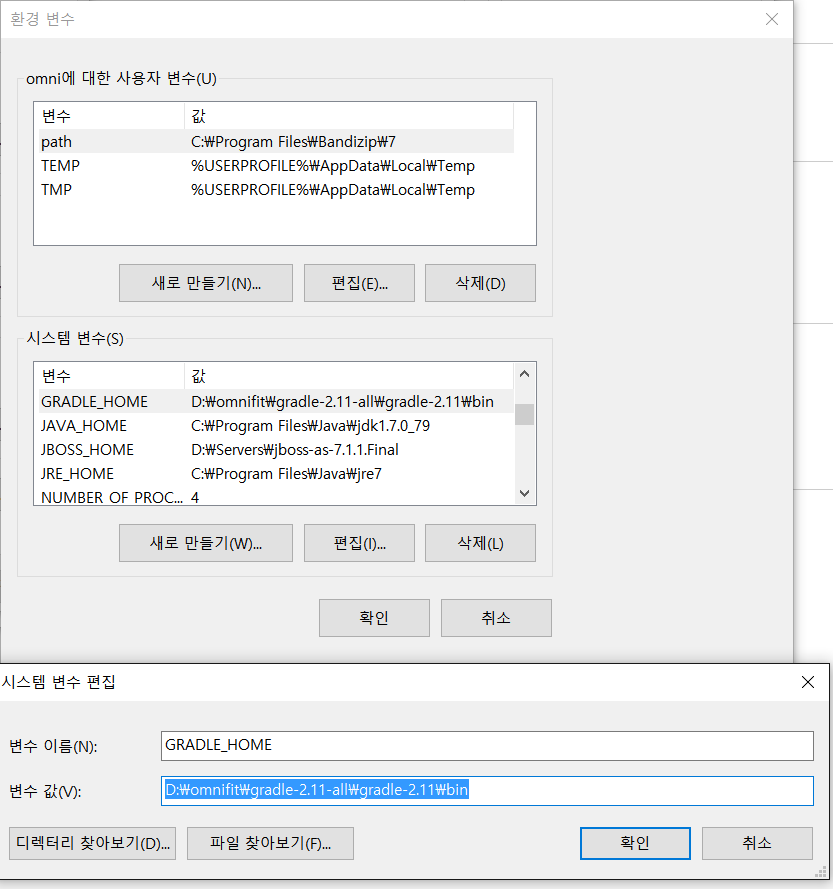 환경 변수
omni에 대한 사용자 변수(U)
변수 값
path C:₩Program Files₩Bandizip₩7
TEMP %USERPROFILE%₩AppData₩Local₩Temp
TMP %USERPROFILE%₩AppData₩Local₩Temp
새로 만들기(N)... 편집(E)... 삭제(D)
시스템 변수(S)
변수 값
GRADLE_HOME D:₩omnifit₩gradle-2.11-all₩gradle-2.11₩bin
JAVA_HOME C:₩Program Files₩Java₩jdk1.7.0_79
JBOSS_HOME D:₩Servers₩jboss-as-7.1.1.Final
JRE_HOME C:₩Program Files₩Java₩jre7
NUMBER_OF_PROC... 4
새로 만들기(W)... 편집(I)... 삭제(L)
확인 취소
시스템 변수 편집
변수 이름(N): GRADLE_HOME
변수 값(V): D:₩omnifit₩gradle-2.11-all₩gradle-2.11₩bin
디렉터리 찾아보기(D)... 파일 찾아보기(F)... 확인 취소